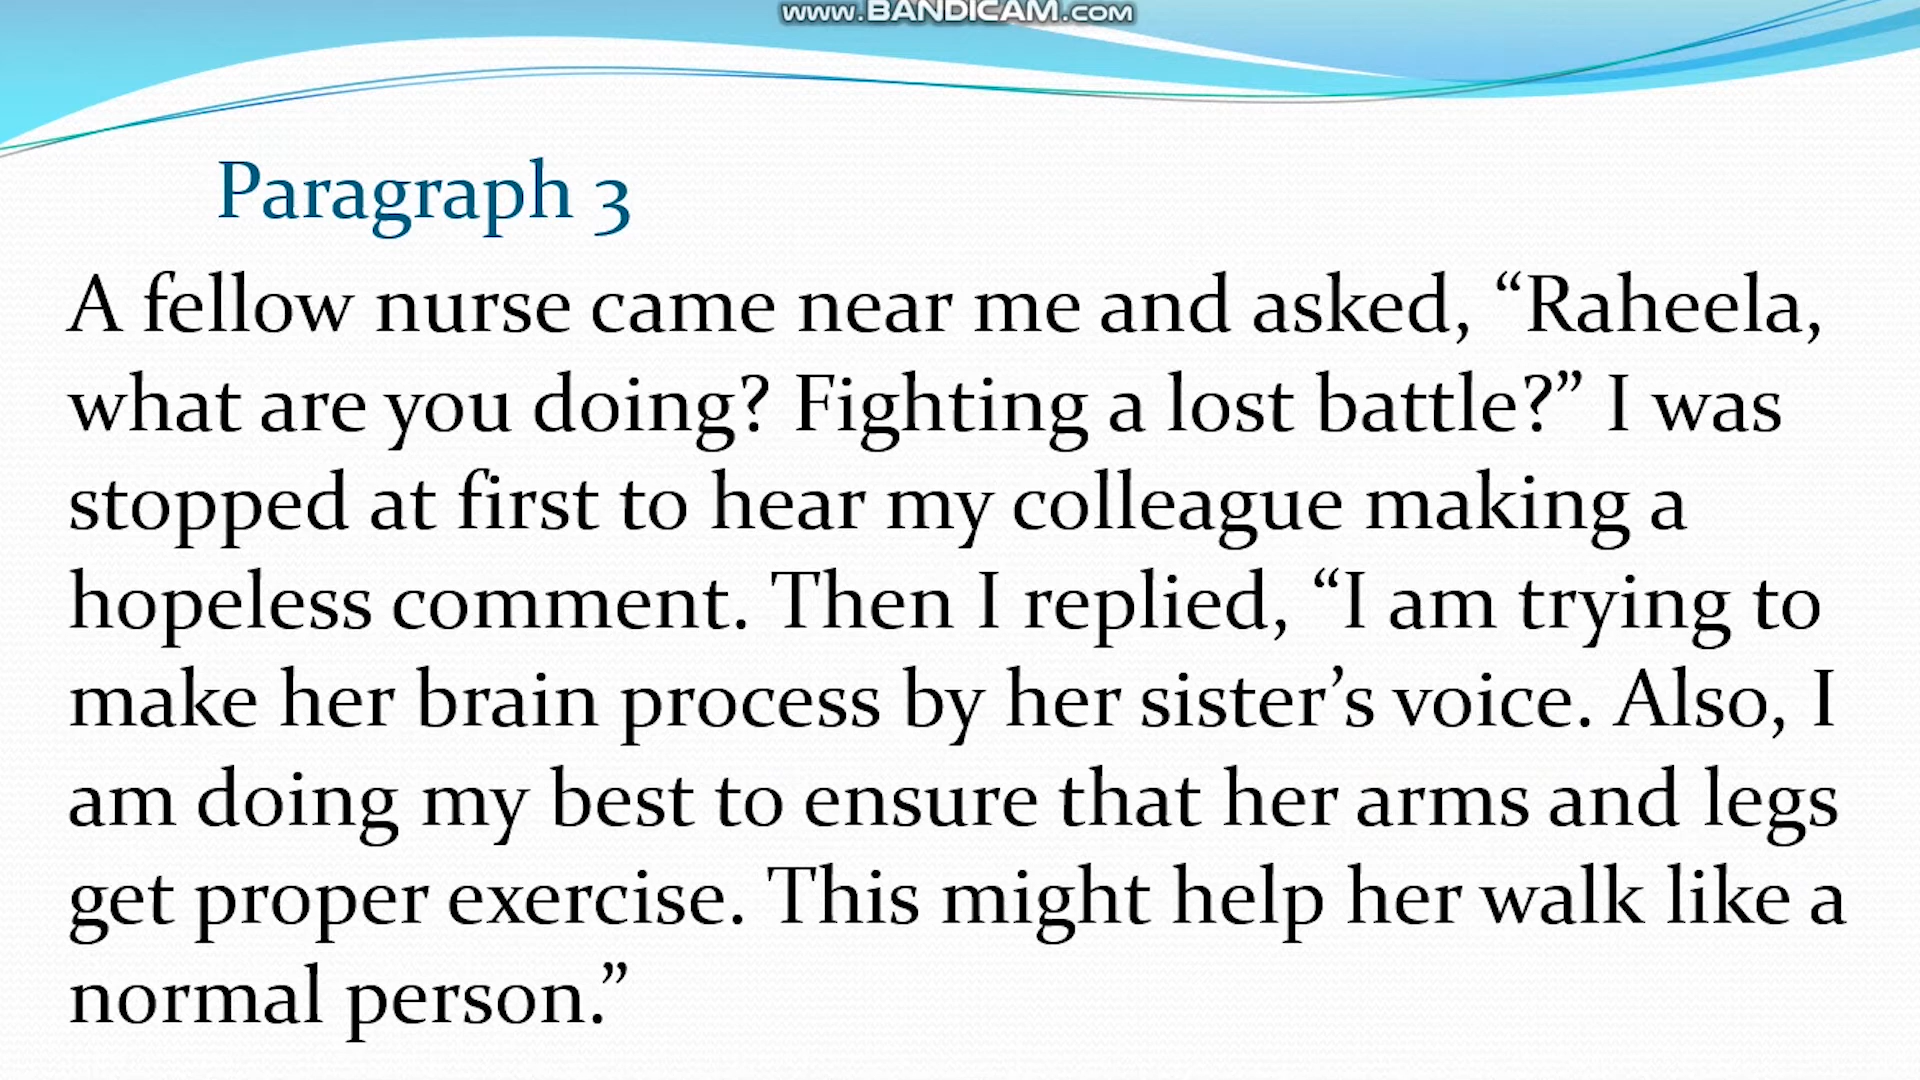 www.BANDICAM.com
Paragraph 3
A fellow nurse came near me and asked, “Raheela,
what are you doing? Fighting a lost battle?” I was
stopped at first to hear my colleague making a
hopeless comment. Then I replied, “I am trying to
make her brain process by her sister’s voice. Also, I
am doing my best to ensure that her arms and legs
get proper exercise. This might help her walk like a
normal person.”